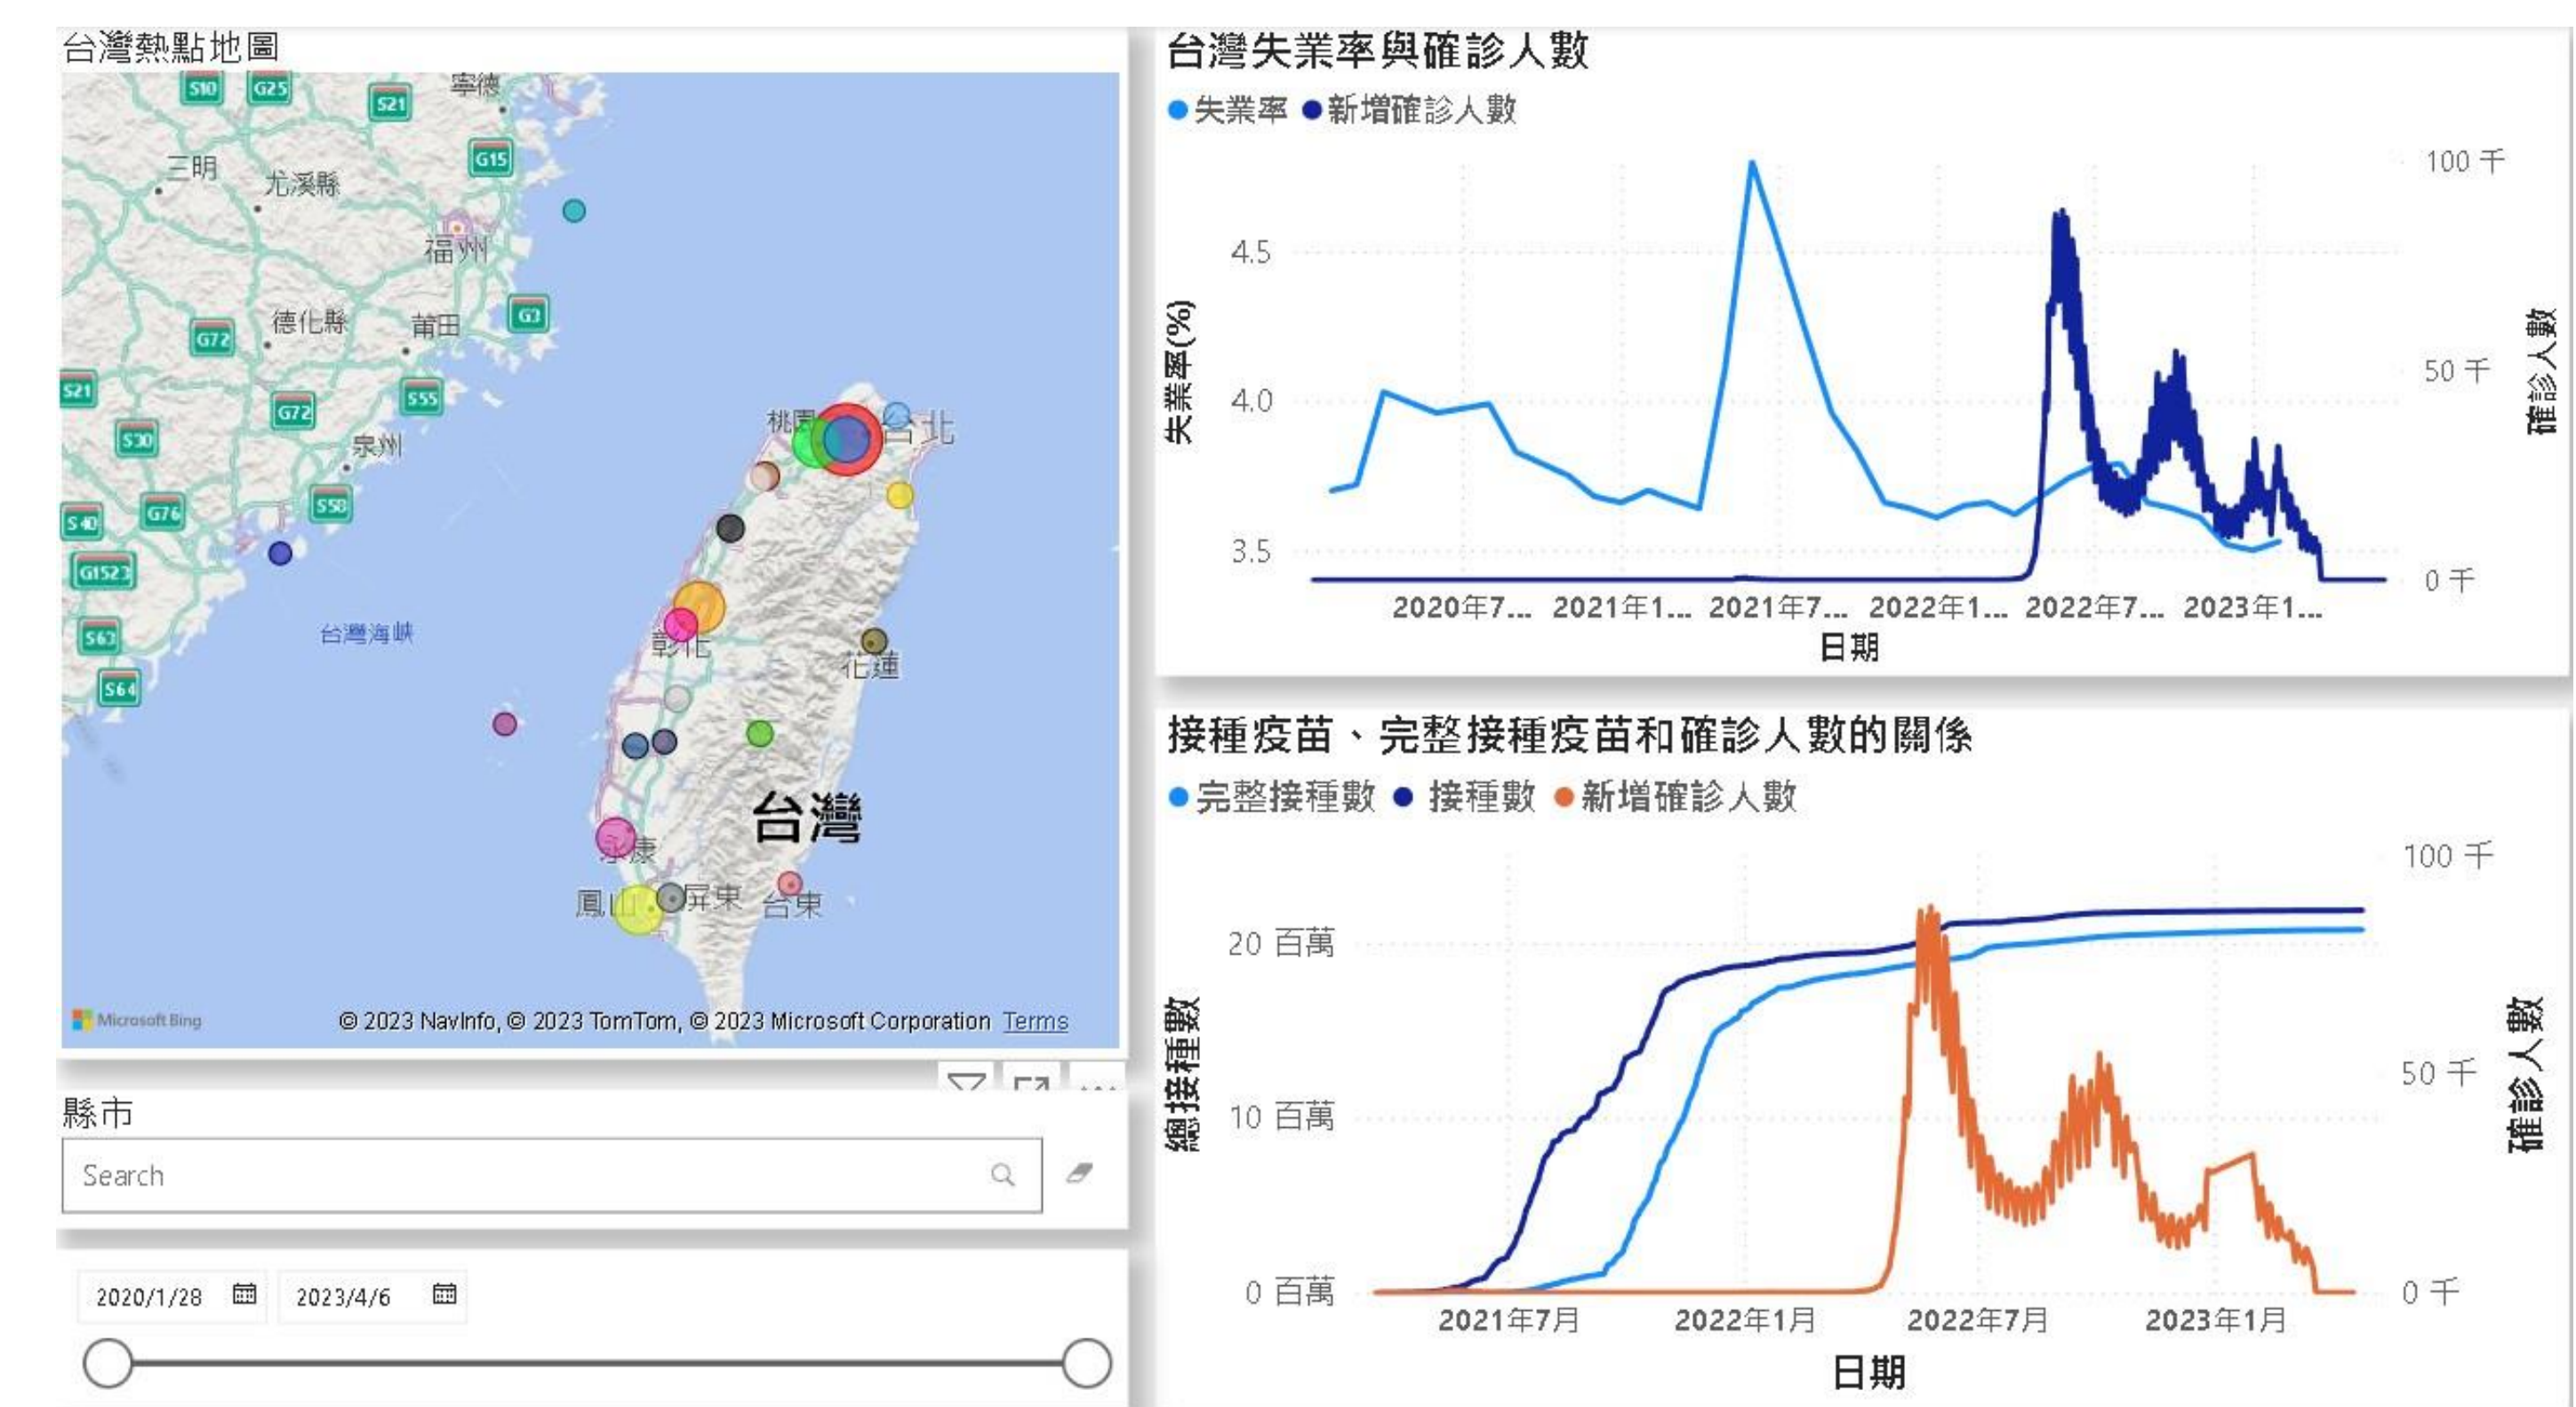 台灣熱點地圖
S10
G25
S21
寧德
三明
尤溪縣
G15
福州
德化縣
莆田
G3
G72
S21
G72
S55
S30
泉州
S40
G76
S58
G1523
台灣海峽
S63
S64
桃園
台北
彰化
花蓮
台灣
永康
鳳山
屏東
台東
Microsoft Bing
© 2023 NavInfo, © 2023 TomTom, © 2023 Microsoft Corporation Terms
縣市
Search
2020/1/28
2023/4/6
台灣失業率與確診人數
失業率 新增確診人數
失業率(%)
4.5
4.0
3.5
100 千
50 千
0 千
確診人數
2020年7... 2021年1... 2021年7... 2022年1... 2022年7... 2023年1...
日期
接種疫苗、完整接種疫苗和確診人數的關係
完整接種數 接種數 新增確診人數
總接種數
20 百萬
10 百萬
0 百萬
100 千
50 千
0 千
確診人數
2021年7月 2022年1月 2022年7月 2023年1月
日期